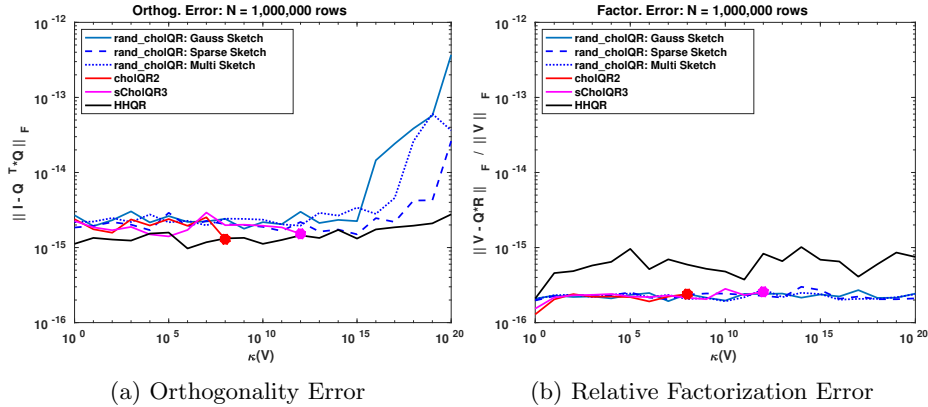 Orthog. Error: N = 1,000,000 rows
rand_cholQR: Gauss Sketch
rand_cholQR: Sparse Sketch
rand_cholQR: Multi Sketch
cholQR2
sCholQR3
HHQR
10^-12
10^-13
10^-14
10^-15
10^-16
|| I - Q^T*Q ||_F
10^0
10^5
10^10
10^15
10^20
κ(V)
(a) Orthogonality Error
Factor. Error: N = 1,000,000 rows
rand_cholQR: Gauss Sketch
rand_cholQR: Sparse Sketch
rand_cholQR: Multi Sketch
cholQR2
sCholQR3
HHQR
10^-12
10^-13
10^-14
10^-15
10^-16
|| V - Q*R ||_F / || V ||_F
10^0
10^5
10^10
10^15
10^20
κ(V)
(b) Relative Factorization Error